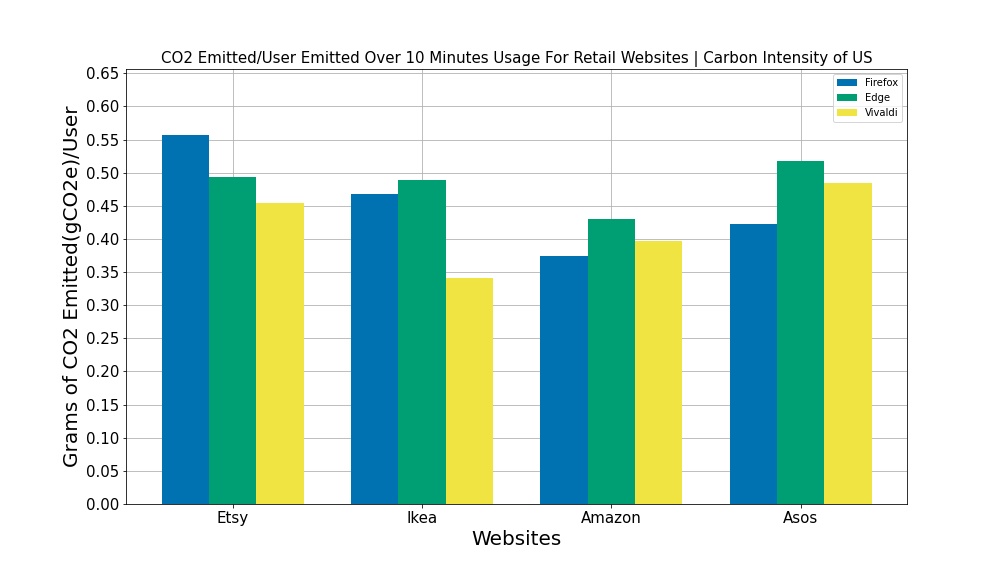 CO2 Emitted/User Emitted Over 10 Minutes Usage For Retail Websites | Carbon Intensity of US
Firefox
Edge
Vivaldi
Grams of CO2 Emitted(gCO2e)/User
0.65
0.60
0.55
0.50
0.45
0.40
0.35
0.30
0.25
0.20
0.15
0.10
0.05
0.00
Etsy Ikea Amazon Asos
Websites